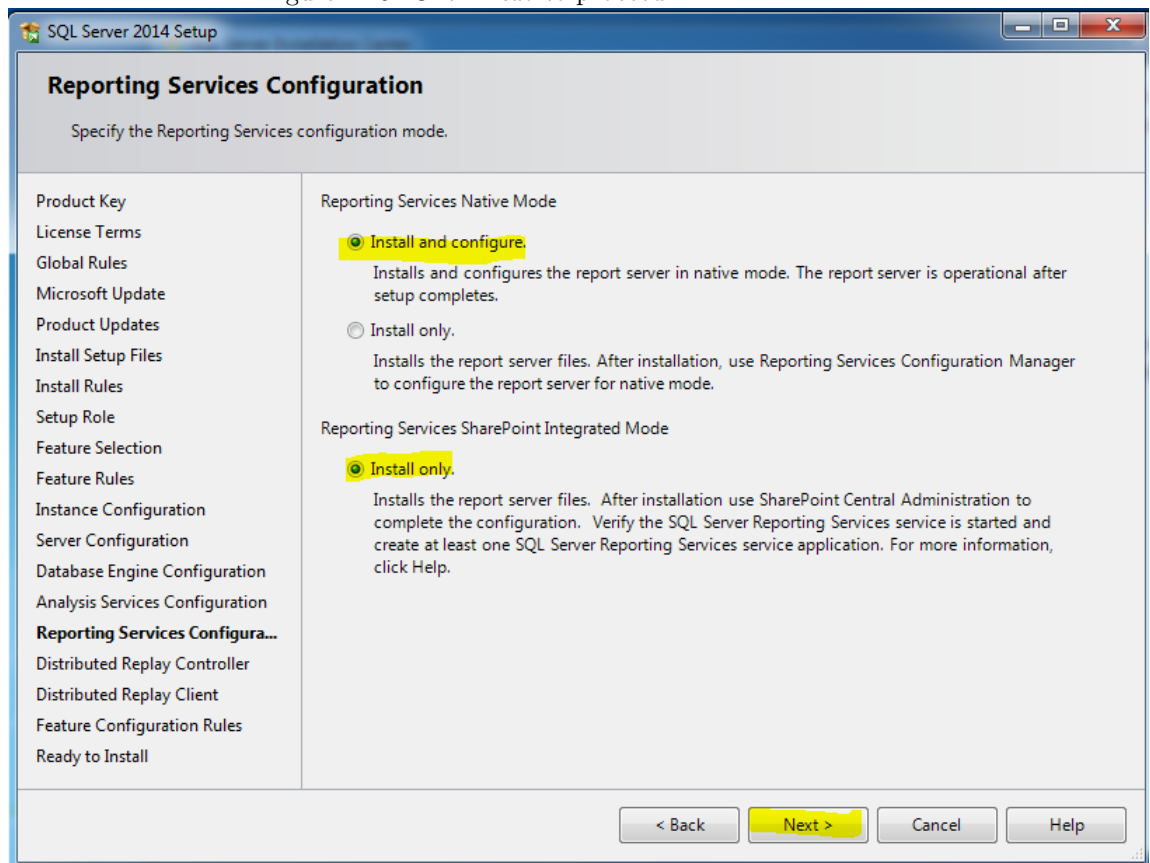 SQL Server 2014 Setup
Reporting Services Configuration
Specify the Reporting Services configuration mode.
Product Key
License Terms
Global Rules
Microsoft Update
Product Updates
Install Setup Files
Install Rules
Setup Role
Feature Selection
Feature Rules
Instance Configuration
Server Configuration
Database Engine Configuration
Analysis Services Configuration
Reporting Services Configura...
Distributed Replay Controller
Distributed Replay Client
Feature Configuration Rules
Ready to Install
Reporting Services Native Mode
Install and configure.
Installs and configures the report server in native mode. The report server is operational after
setup completes.
Install only.
Installs the report server files. After installation, use Reporting Services Configuration Manager
to configure the report server for native mode.
Reporting Services SharePoint Integrated Mode
Install only.
Installs the report server files. After installation use SharePoint Central Administration to
complete the configuration. Verify the SQL Server Reporting Services service is started and
create at least one SQL Server Reporting Services service application. For more information,
click Help.
< Back
Next >
Cancel
Help